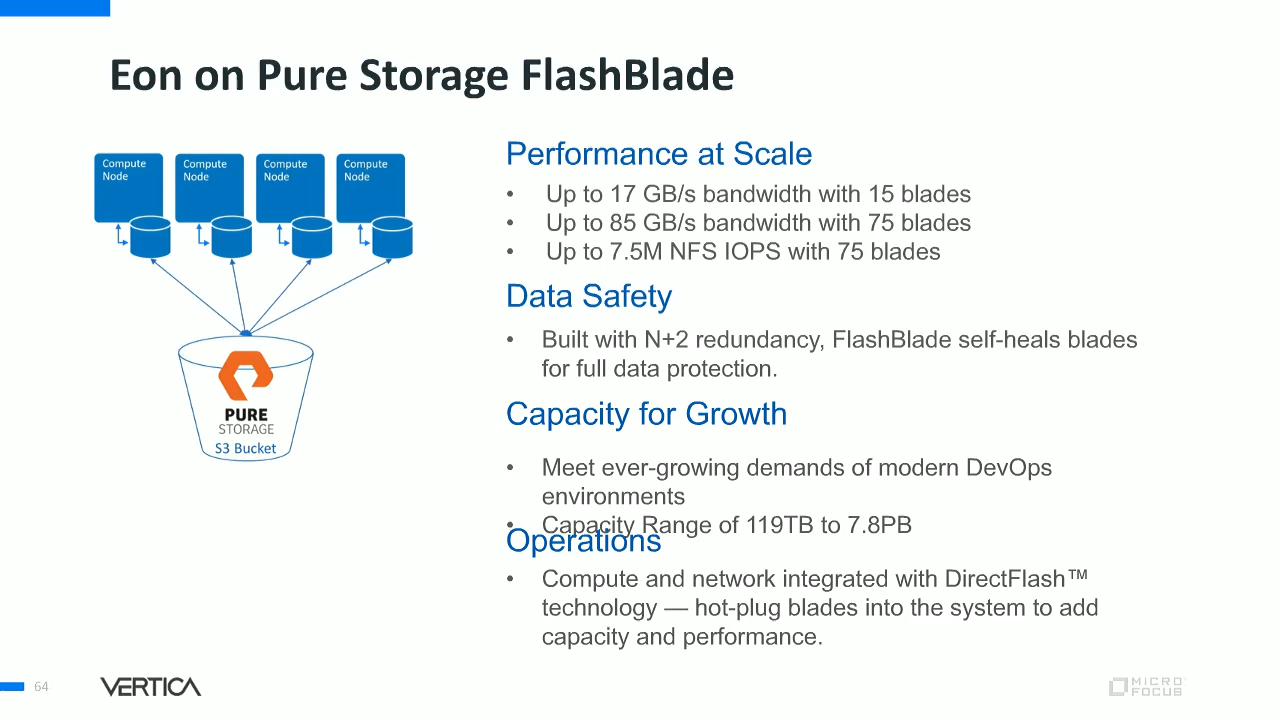 Eon on Pure Storage FlashBlade
Compute
Node
Compute
Node
Compute
Node
Compute
Node
PURE
STORAGE
S3 Bucket
Performance at Scale
• Up to 17 GB/s bandwidth with 15 blades
• Up to 85 GB/s bandwidth with 75 blades
• Up to 7.5M NFS IOPS with 75 blades
Data Safety
• Built with N+2 redundancy, FlashBlade self-heals blades
for full data protection.
Capacity for Growth
• Meet ever-growing demands of modern DevOps
environments
• Capacity Range of 119TB to 7.8PB
Operations
• Compute and network integrated with DirectFlash™
technology — hot-plug blades into the system to add
capacity and performance.
64
VERTICA
MICRO
FOCUS